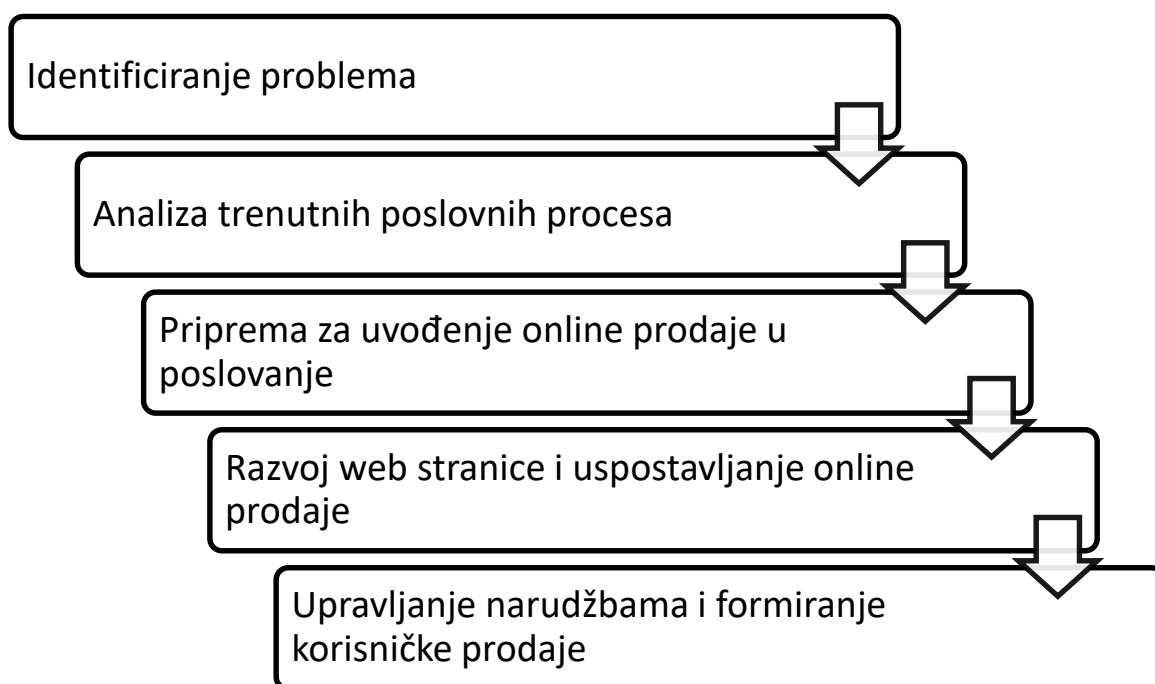 Identificiranje problema
Analiza trenutnih poslovnih procesa
Priprema za uvođenje online prodaje u
poslovanje
Razvoj web stranice i uspostavljanje online
prodaje
Upravljanje narudžbama i formiranje
korisničke prodaje